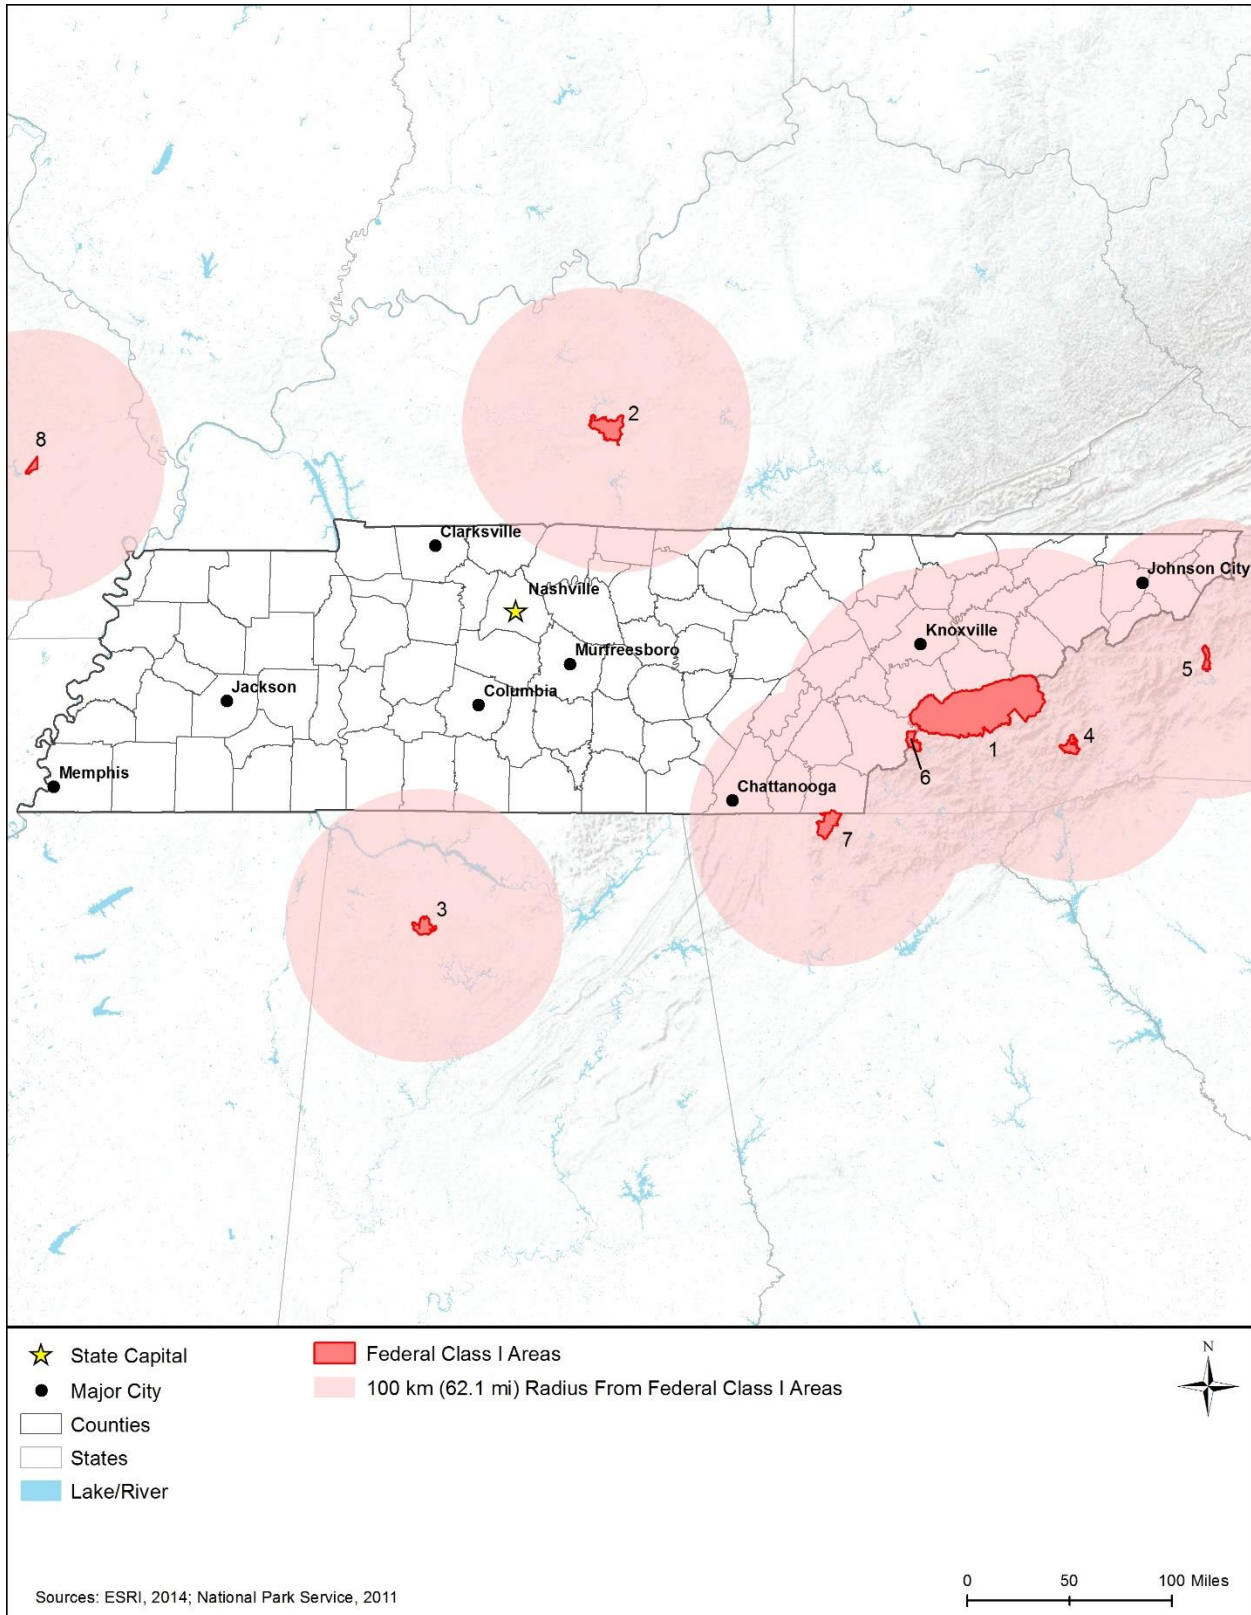 2
8
Clarksville
Johnson City
Nashville
Knoxville
Murfreesboro
5
Jackson
Columbia
1
4
6
Memphis
Chattanooga
7
3
State Capital
Major City
Counties
States
Lake/River
Federal Class I Areas
100 km (62.1 mi) Radius From Federal Class I Areas
N
Sources: ESRI, 2014; National Park Service, 2011
0 50 100 Miles